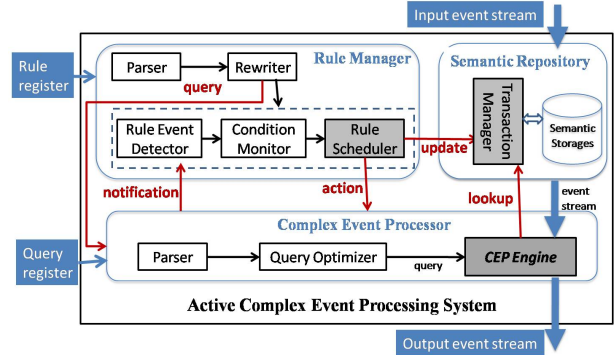 Input event stream
Rule
register
Rule Manager
Semantic Repository
Parser
Rewriter
query
Rule Event
Detector
Condition
Monitor
Rule
Scheduler
update
Transaction
Manager
Semantic
Storages
notification
action
lookup
event
stream
Query
register
Complex Event Processor
Parser
Query Optimizer
query
CEP Engine
Active Complex Event Processing System
Output event stream